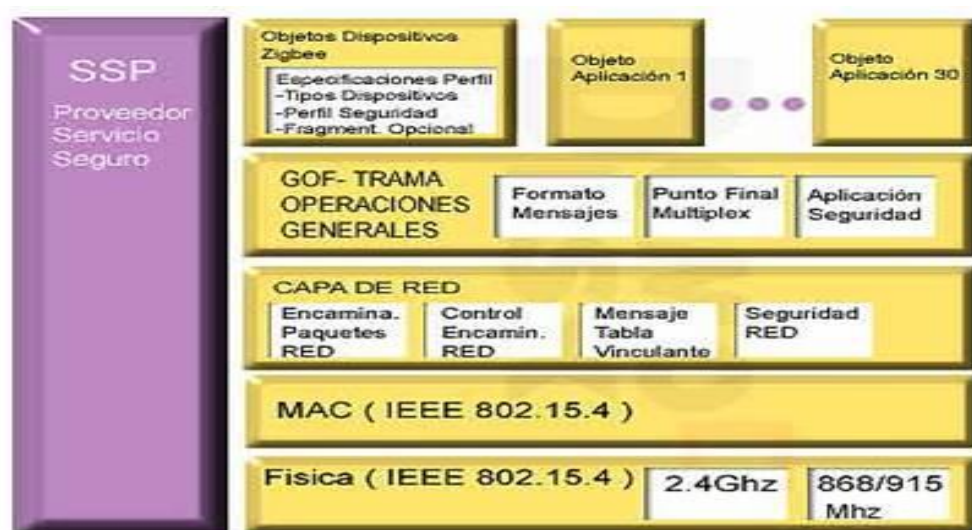 SSP
Proveedor
Servicio
Seguro
Objetos Dispositivos
Zigbee
Especificaciones Perfil
-Tipos Dispositivos
-Perfil Seguridad
-Fragment. Opcional
Objeto
Aplicación 1
Objeto
Aplicación 30
GOF- TRAMA
OPERACIONES
GENERALES
Formato
Mensajes
Punto Final
Multiplex
Aplicación
Seguridad
CAPA DE RED
Encamina.
Paquetes
RED
Control
Encamin.
RED
Mensaje
Tabla
Vinculante
Seguridad
RED
MAC ( IEEE 802.15.4 )
Fisica ( IEEE 802.15.4 )
2.4Ghz
868/915
Mhz